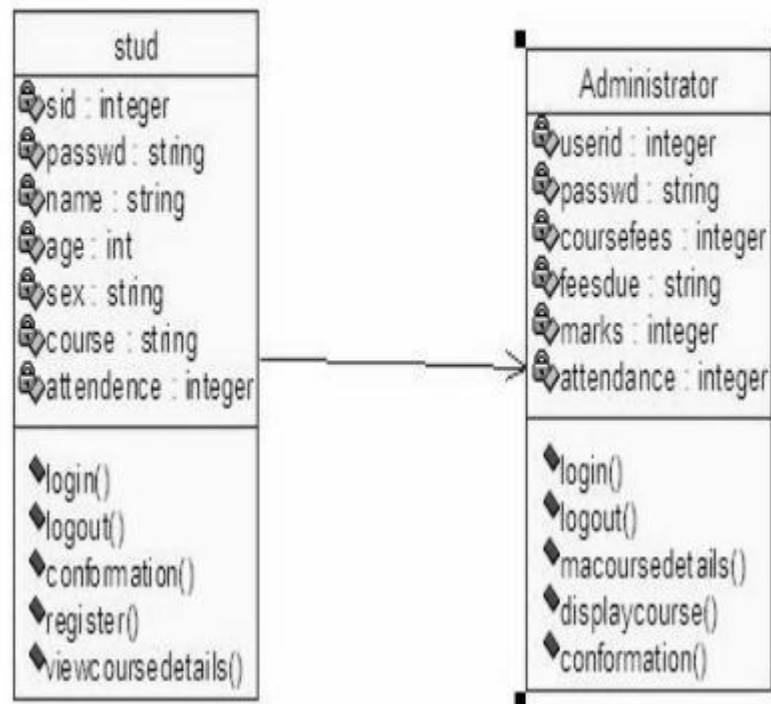 stud
sid : integer
passwd : string
name : string
age : int
sex : string
course : string
attendence : integer
login()
logout()
conformation()
register()
viewcoursedetails()
Administrator
userid : integer
passwd : string
coursefees : integer
feesdue : string
marks : integer
attendance : integer
login()
logout()
macoursedetails()
displaycourse()
conformation()